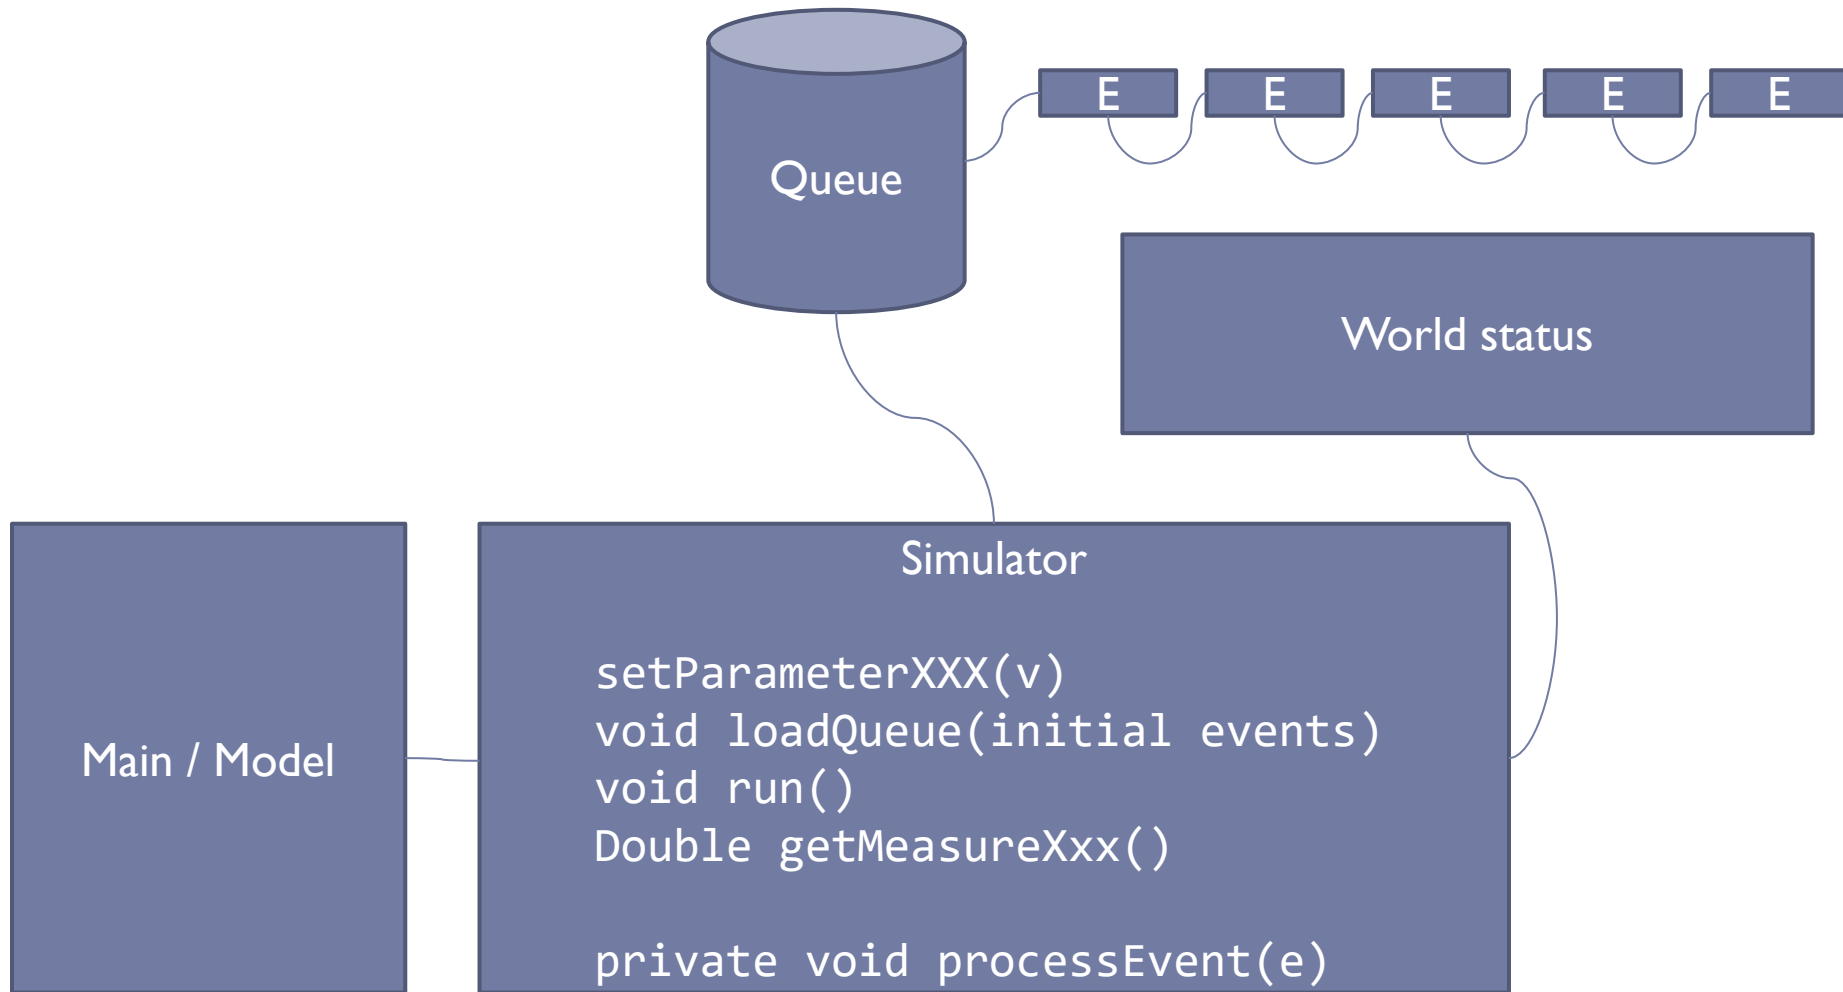 E E E E E
Queue
World status
Simulator
setParameterXXX(v)
void loadQueue(initial events)
Main / Model
void run()
Double getMeasureXxx()
private void processEvent(e)